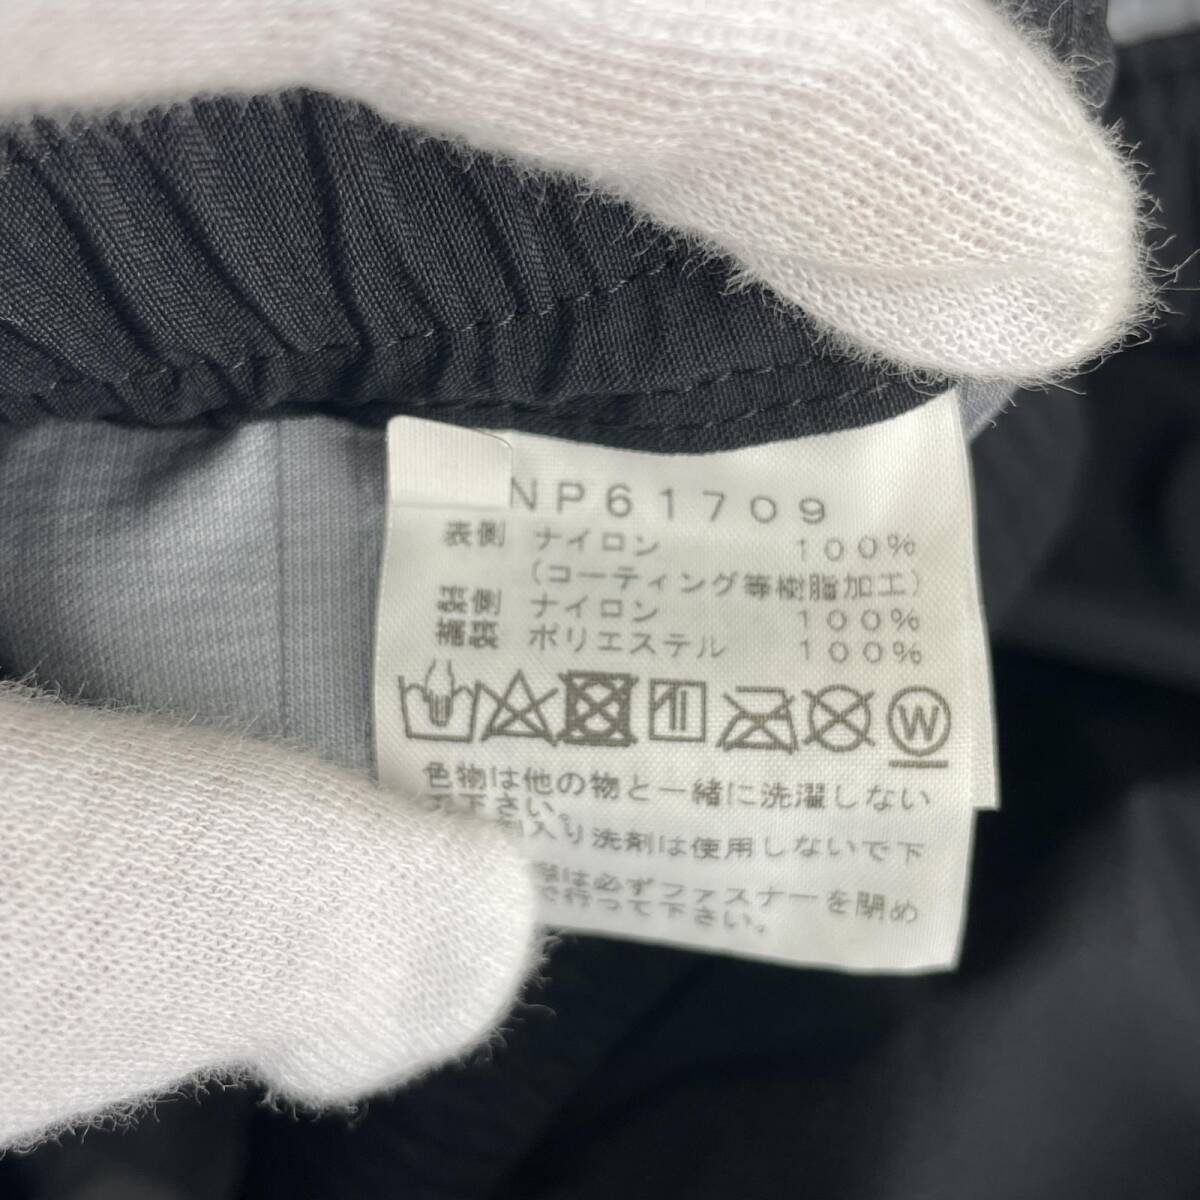 NP61709
表側 ナイロン 100%
(コーティング等樹脂加工)
裏側 ナイロン 100%
補裝 ポリエステル 100%
W
色物は他の物と一緒に洗濯しない
で下さい。
入り洗剤は使用しないで下
は必ずファスナーを閉め
行って下さい。